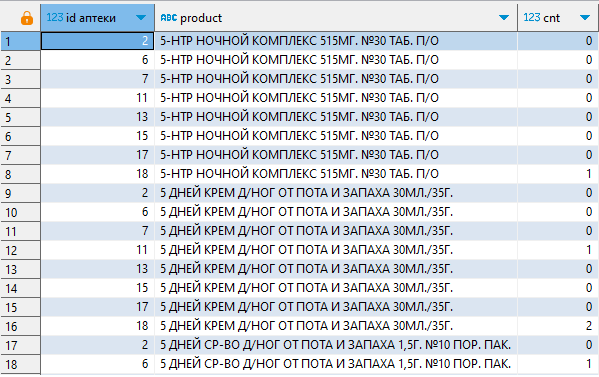 123 id аптеки ABC product 123 cnt
1 2 5-HTP НОЧНОЙ КОМПЛЕКС 515МГ. №30 ТАБ. П/О 0
2 6 5-HTP НОЧНОЙ КОМПЛЕКС 515МГ. №30 ТАБ. П/О 0
3 7 5-HTP НОЧНОЙ КОМПЛЕКС 515МГ. №30 ТАБ. П/О 0
4 11 5-HTP НОЧНОЙ КОМПЛЕКС 515МГ. №30 ТАБ. П/О 0
5 13 5-HTP НОЧНОЙ КОМПЛЕКС 515МГ. №30 ТАБ. П/О 0
6 15 5-HTP НОЧНОЙ КОМПЛЕКС 515МГ. №30 ТАБ. П/О 0
7 17 5-HTP НОЧНОЙ КОМПЛЕКС 515МГ. №30 ТАБ. П/О 0
8 18 5-HTP НОЧНОЙ КОМПЛЕКС 515МГ. №30 ТАБ. П/О 1
9 2 5 ДНЕЙ КРЕМ Д/НОГ ОТ ПОТА И ЗАПАХА 30МЛ./35Г. 0
10 6 5 ДНЕЙ КРЕМ Д/НОГ ОТ ПОТА И ЗАПАХА 30МЛ./35Г. 0
11 7 5 ДНЕЙ КРЕМ Д/НОГ ОТ ПОТА И ЗАПАХА 30МЛ./35Г. 0
12 11 5 ДНЕЙ КРЕМ Д/НОГ ОТ ПОТА И ЗАПАХА 30МЛ./35Г. 1
13 13 5 ДНЕЙ КРЕМ Д/НОГ ОТ ПОТА И ЗАПАХА 30МЛ./35Г. 0
14 15 5 ДНЕЙ КРЕМ Д/НОГ ОТ ПОТА И ЗАПАХА 30МЛ./35Г. 0
15 17 5 ДНЕЙ КРЕМ Д/НОГ ОТ ПОТА И ЗАПАХА 30МЛ./35Г. 0
16 18 5 ДНЕЙ КРЕМ Д/НОГ ОТ ПОТА И ЗАПАХА 30МЛ./35Г. 2
17 2 5 ДНЕЙ СР-ВО Д/НОГ ОТ ПОТА И ЗАПАХА 1,5Г. №10 ПОР. ПАК. 0
18 6 5 ДНЕЙ СР-ВО Д/НОГ ОТ ПОТА И ЗАПАХА 1,5Г. №10 ПОР. ПАК. 1